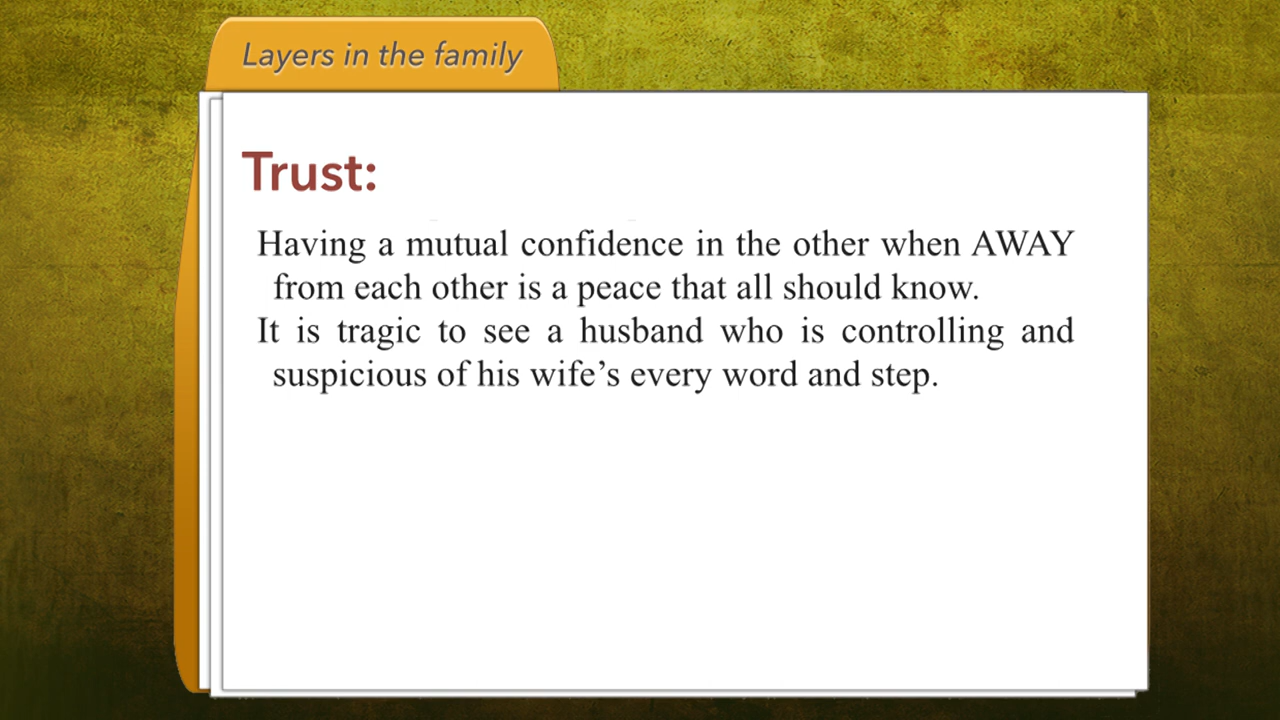 Layers in the family
Trust:
Having a mutual confidence in the other when AWAY
from each other is a peace that all should know.
It is tragic to see a husband who is controlling and
suspicious of his wife’s every word and step.